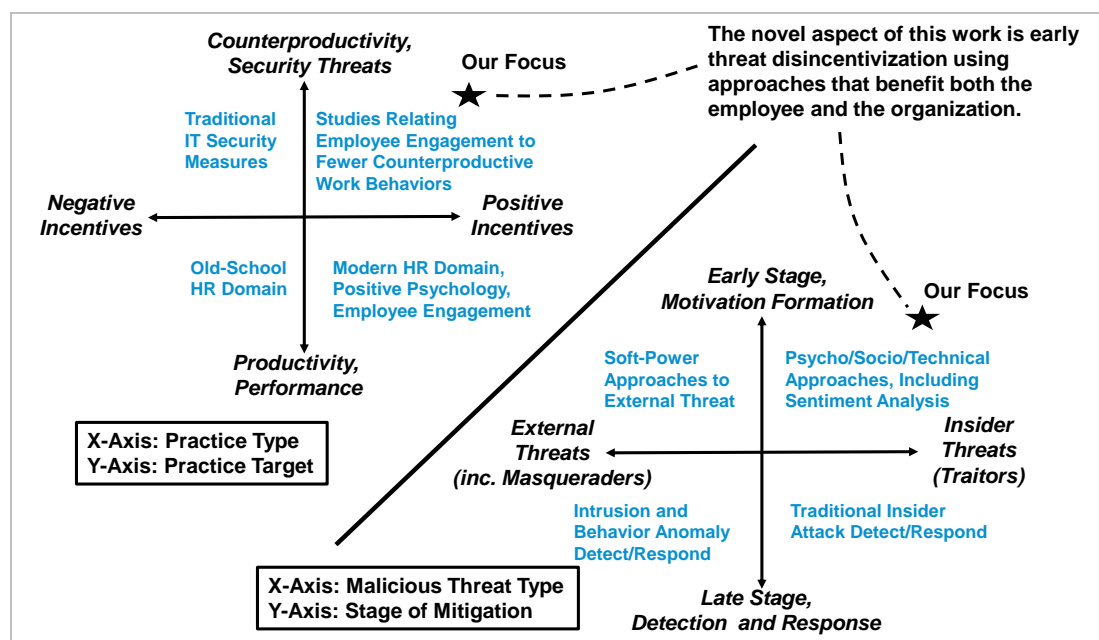 Counterproductivity,
Security Threats
Our Focus
The novel aspect of this work is early
threat disincentivization using
approaches that benefit both the
employee and the organization.
Traditional
IT Security
Measures
Studies Relating
Employee Engagement to
Fewer Counterproductive
Work Behaviors
Negative
Incentives
Positive
Incentives
Old-School
HR Domain
Modern HR Domain,
Positive Psychology,
Employee Engagement
Productivity,
Performance
X-Axis: Practice Type
Y-Axis: Practice Target
Early Stage,
Motivation Formation
Our Focus
Soft-Power
Approaches to
External Threat
Psycho/Socio/Technical
Approaches, Including
Sentiment Analysis
External
Threats
(inc. Masqueraders)
Insider
Threats
(Traitors)
Intrusion and
Behavior Anomaly
Detect/Respond
Traditional Insider
Attack Detect/Respond
Late Stage,
Detection and Response
X-Axis: Malicious Threat Type
Y-Axis: Stage of Mitigation